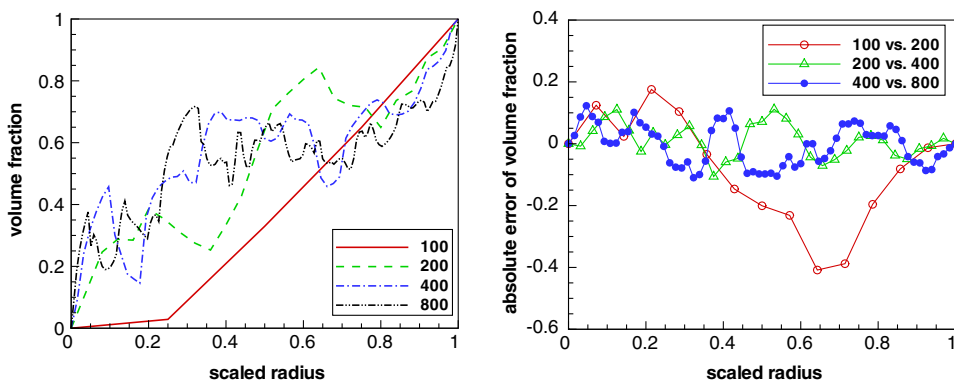 1
0.8
0.6
0.4
0.2
0
volume fraction
100
200
400
800
0 0.2 0.4 0.6 0.8 1
scaled radius
0.4
0.2
0
-0.2
-0.4
-0.6
absolute error of volume fraction
100 vs. 200
200 vs. 400
400 vs. 800
0 0.2 0.4 0.6 0.8 1
scaled radius